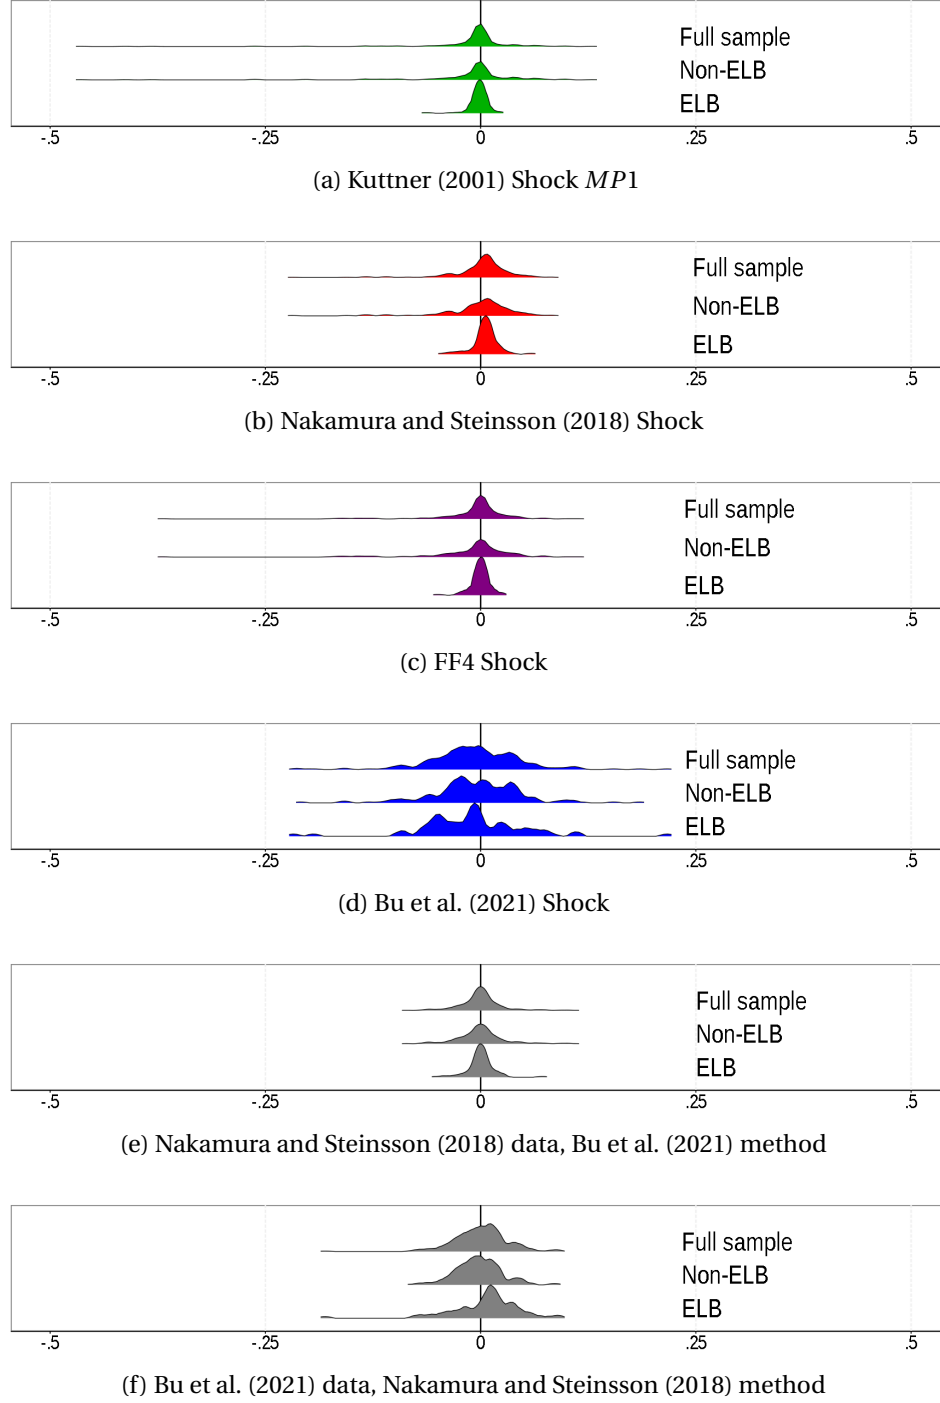 Full sample
Non-ELB
ELB
-.5 -.25 0 .25 .5
(a) Kuttner (2001) Shock MP1
Full sample
Non-ELB
ELB
-.5 -.25 0 .25 .5
(b) Nakamura and Steinsson (2018) Shock
Full sample
Non-ELB
ELB
-.5 -.25 0 .25 .5
(c) FF4 Shock
Full sample
Non-ELB
ELB
-.5 -.25 0 .25 .5
(d) Bu et al. (2021) Shock
Full sample
Non-ELB
ELB
-.5 -.25 0 .25 .5
(e) Nakamura and Steinsson (2018) data, Bu et al. (2021) method
Full sample
Non-ELB
ELB
-.5 -.25 0 .25 .5
(f) Bu et al. (2021) data, Nakamura and Steinsson (2018) method